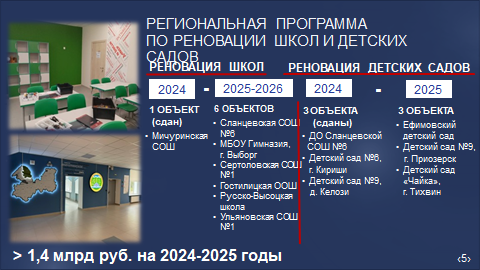 РЕГИОНАЛЬНАЯ ПРОГРАММА
ПО РЕНОВАЦИИ ШКОЛ И ДЕТСКИХ
САДОВ
РЕНОВАЦИЯ ШКОЛ
2024 - 2025-2026
1 ОБЪЕКТ
(сдан)
• Мичуринская
СОШ
6 ОБЪЕКТОВ
• Сланцевская СОШ
№6
• МБОУ Гимназия,
г. Выборг
• Сертоловская СОШ
№1
• Гостилицкая ООШ
• Русско-Высоцкая
школа
• Ульяновская СОШ
№1
РЕНОВАЦИЯ ДЕТСКИХ САДОВ
2024 - 2025
3 ОБЪЕКТА
(сданы)
• ДО Сланцевской
СОШ №6
• Детский сад №6,
г. Кириши
• Детский сад №9,
д. Келози
3 ОБЪЕКТА
• Ефимовский
детский сад
• Детский сад №9,
г. Приозерск
• Детский сад
«Чайка»,
г. Тихвин
> 1,4 млрд руб. на 2024-2025 годы
‹5›